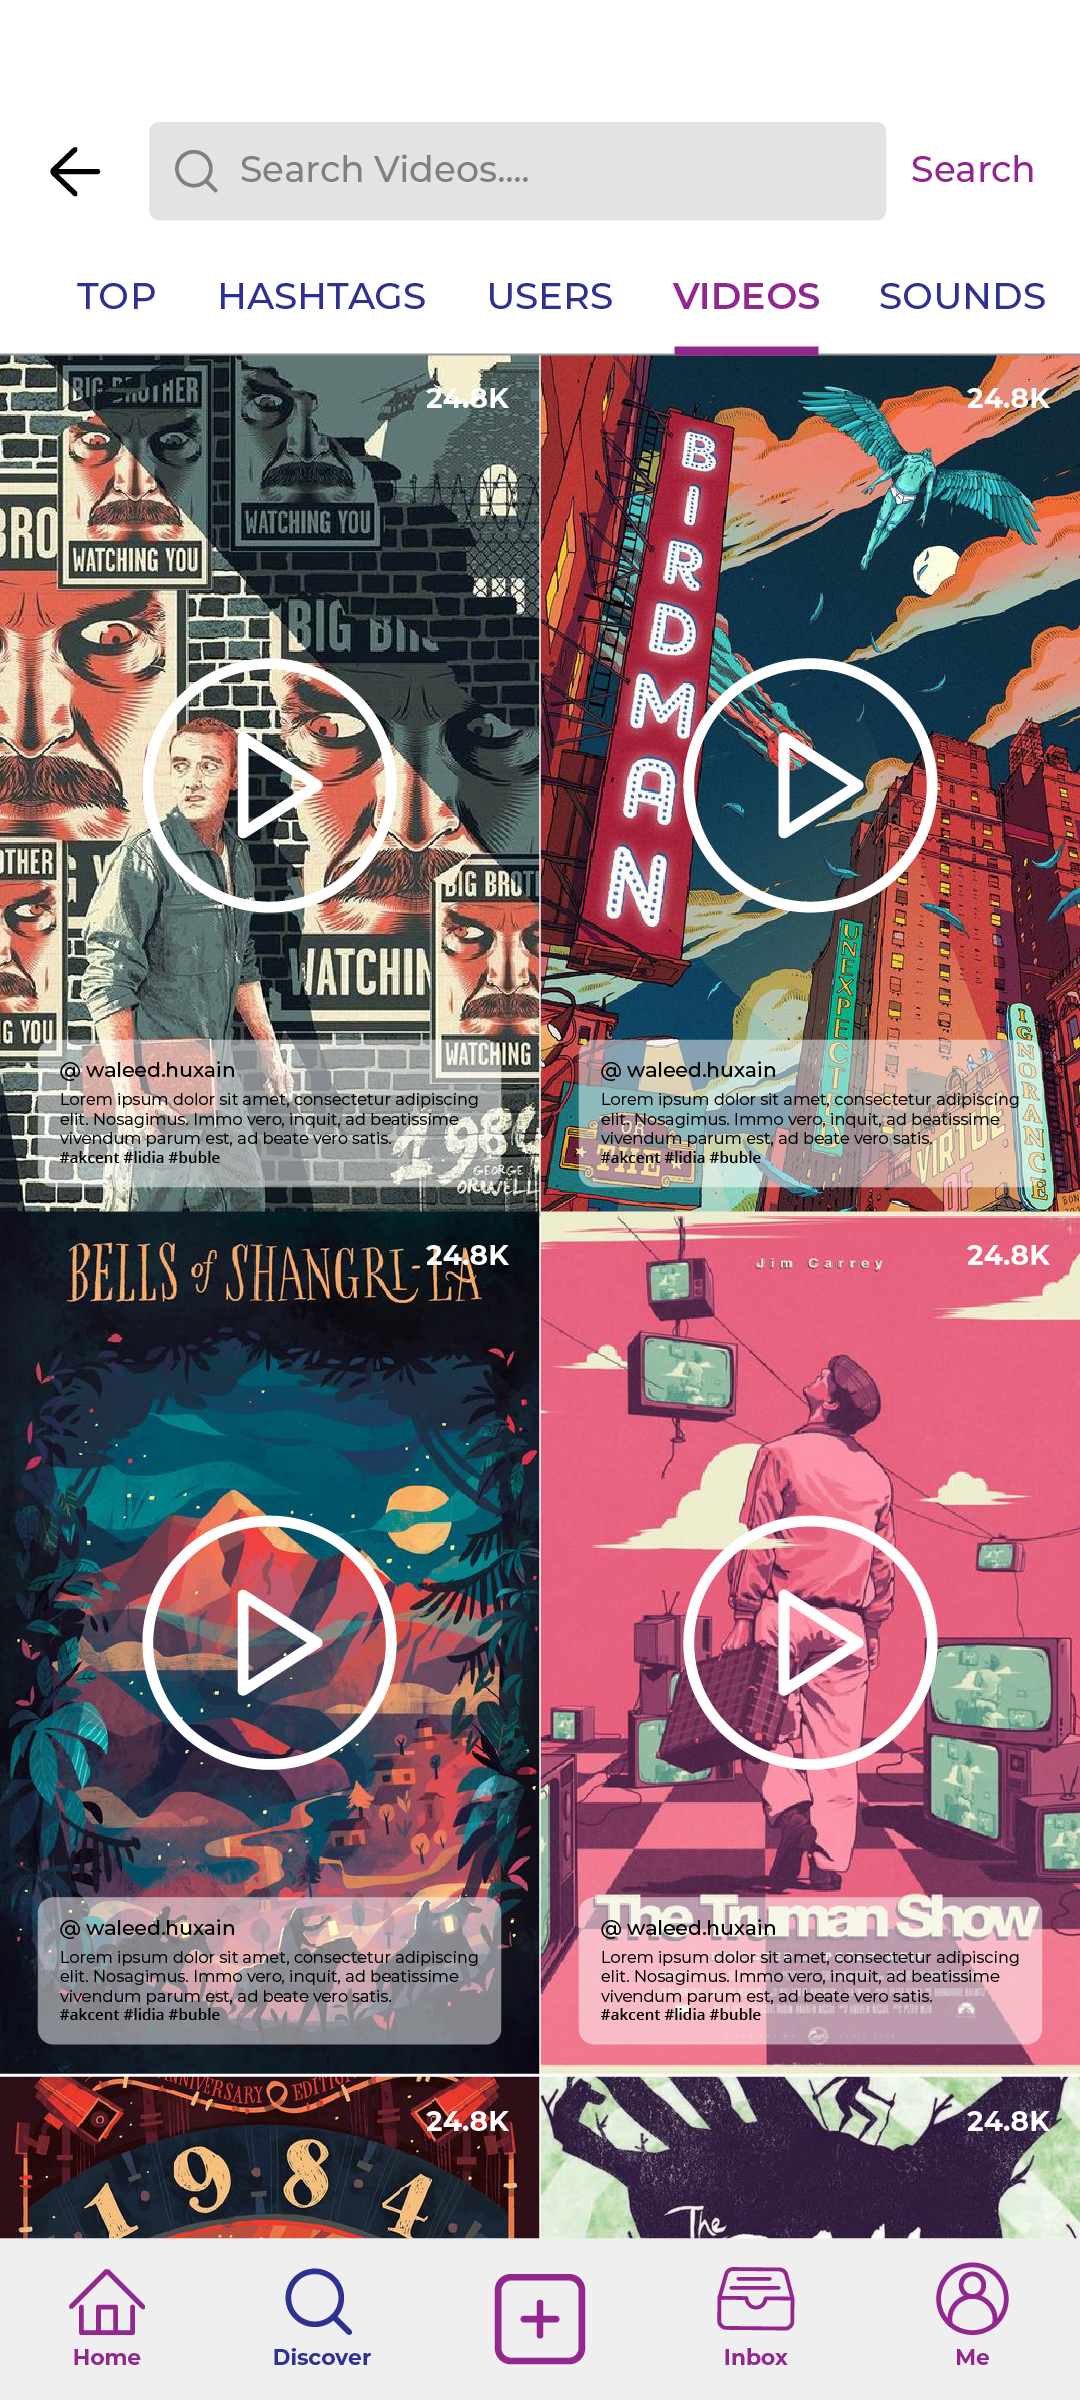 Search Videos....
Search
TOP
HASHTAGS
USERS
VIDEOS
SOUNDS
24.8K
BIG BROTHER
WATCHING YOU
WATCHING YOU
BRO
BIG BRO
OTHER
BIG BROT
WATCHIN
G YOU
WATCHING
@ waleed.huxain
Lorem ipsum dolor sit amet, consectetur adipiscing
elit. Nosagimus. Immo vero, inquit, ad beatissime
vivendum parum est, ad beate vero satis.
#akcent #lidia #buble
1984
GEORGE
ORWELL
24.8K
BIRDMAN
UNEXPECTED
IGNORANCE
@ waleed.huxain
Lorem ipsum dolor sit amet, consectetur adipiscing
elit. Nosagimus. Immo vero, inquit, ad beatissime
vivendum parum est, ad beate vero satis.
#akcent #lidia #buble
OR
THE
VIRTUE
OF
24.8K
BELLS of SHANGRI-LA
@ waleed.huxain
Lorem ipsum dolor sit amet, consectetur adipiscing
elit. Nosagimus. Immo vero, inquit, ad beatissime
vivendum parum est, ad beate vero satis.
#akcent #lidia #buble
24.8K
Jim Carrey
The Truman Show
@ waleed.huxain
Lorem ipsum dolor sit amet, consectetur adipiscing
elit. Nosagimus. Immo vero, inquit, ad beatissime
vivendum parum est, ad beate vero satis.
#akcent #lidia #buble
ANNIVERSARY EDITION
24.8K
1984
24.8K
The
Home
Discover
Inbox
Me